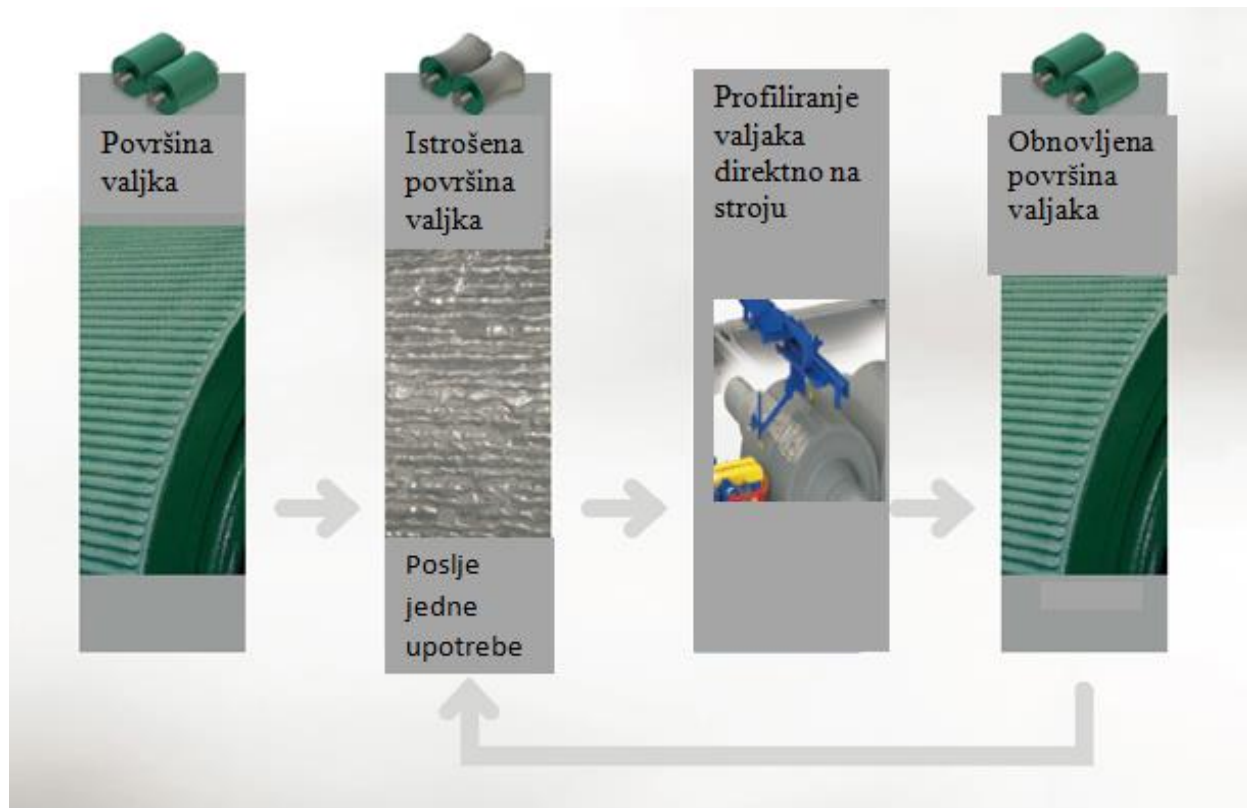 Površina
valjka
Istrošena
površina
valjka
Poslje
jedne
upotrebe
Profiliranje
valjaka
direktno na
stroju
Obnovljena
površina
valjaka